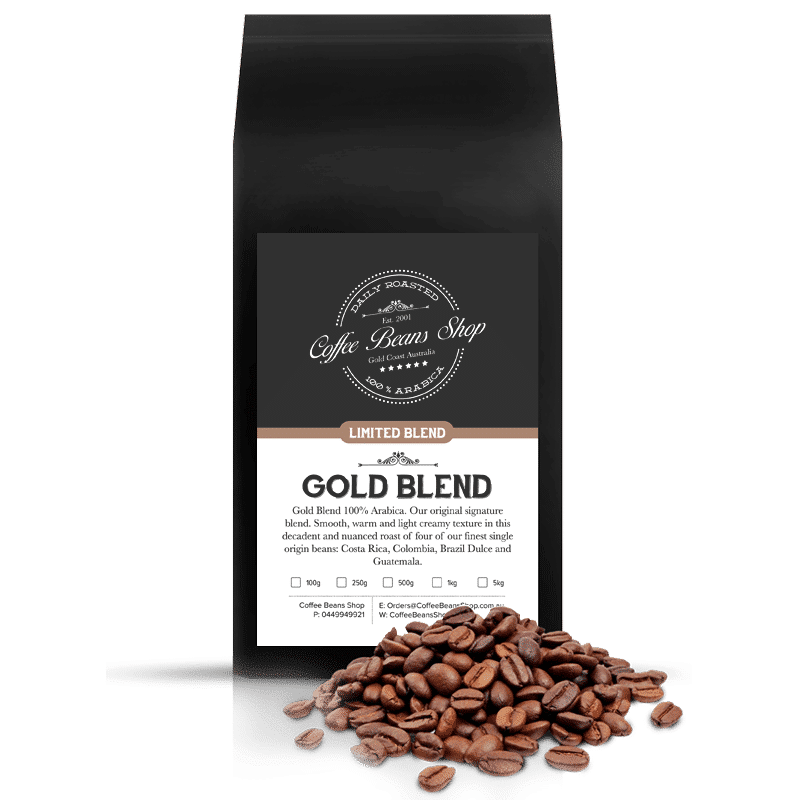 DAILY ROASTED
Est. 2001
Coffee Beans Shop
Gold Coast Australia
100% ARABICA
LIMITED BLEND
GOLD BLEND
Gold Blend 100% Arabica. Our original signature
blend. Smooth, warm and light creamy texture in this
decadent and nuanced roast of four of our finest single
origin beans: Costa Rica, Colombia, Brazil Dulce and
Guatemala.
100g 250g 500g 1kg 5kg
Coffee Beans Shop
P: 0449949921
E: Orders@CoffeeBeansShop.com.au
W: CoffeeBeansSho